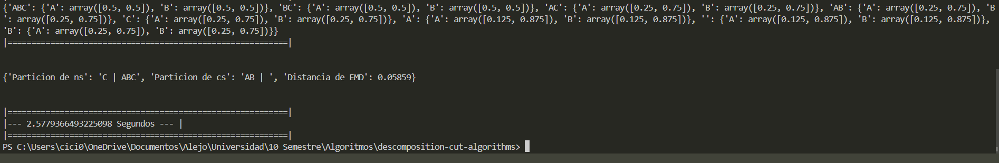 {'ABC': {'A': array([0.5, 0.5]), 'B': array([0.5, 0.5])}, 'BC': {'A': array([0.5, 0.5]), 'B': array([0.5, 0.5])}, 'AC': {'A': array([0.25, 0.75]), 'B': array([0.25, 0.75])}, 'AB': {'A': array([0.25, 0.75]), 'B
': array([0.25, 0.75])}, 'C': {'A': array([0.25, 0.75]), 'B': array([0.25, 0.75])}, 'A': {'A': array([0.125, 0.875]), 'B': array([0.125, 0.875])}, '': {'A': array([0.125, 0.875]), 'B': array([0.125, 0.875])},
'B': {'A': array([0.25, 0.75]), 'B': array([0.25, 0.75])}}
|===========================================================|
{'Particion de ns': 'C | ABC', 'Particion de cs': 'AB | ', 'Distancia de EMD': 0.05859}
|===========================================================|
|--- 2.5779366493225098 Segundos --- |
|===========================================================|
PS C:\Users\cici0\OneDrive\Documentos\Alejo\Universidad\10 Semestre\Algoritmos\descomposition-cut-algorithms>